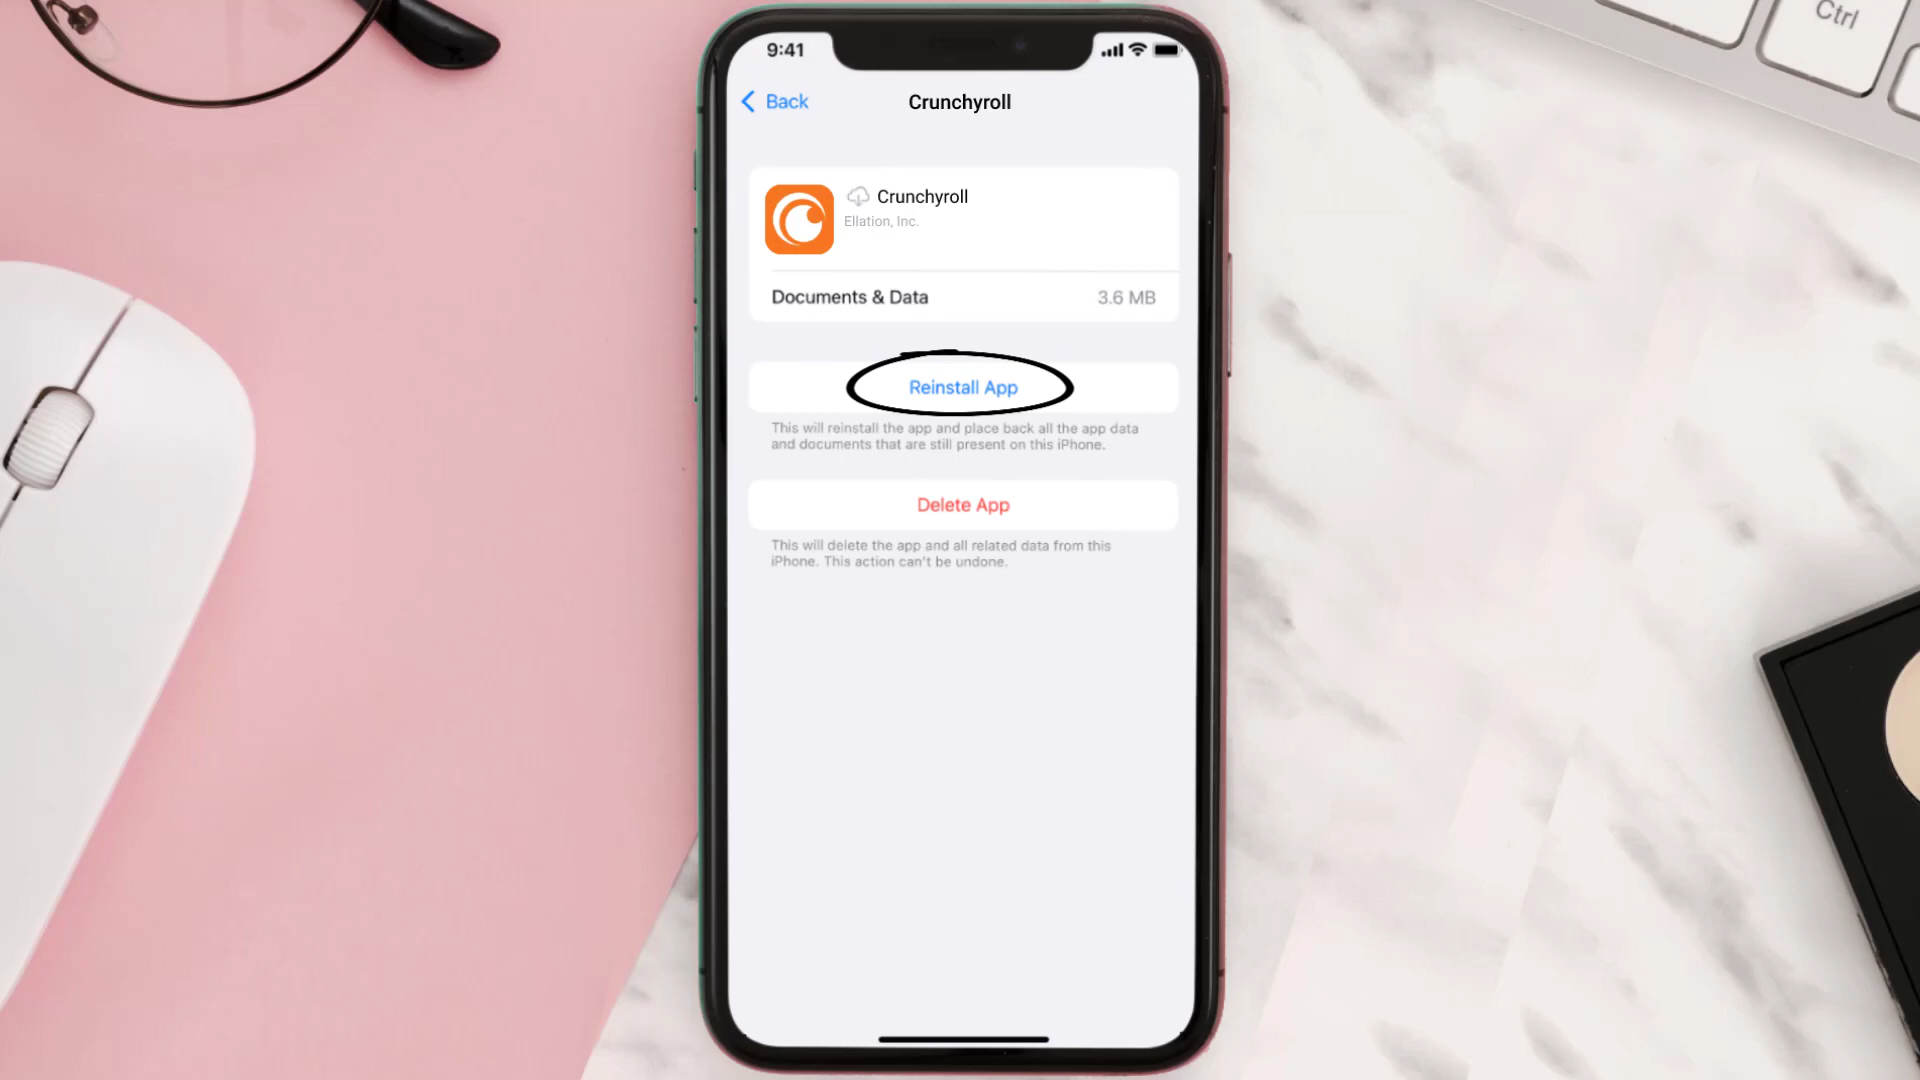 Ctrl
9:41
Back
Crunchyroll
Crunchyroll
Ellation, Inc.
Documents & Data 3.6 MB
Reinstall App
This will reinstall the app and place back all the app data
and documents that are still present on this iPhone.
Delete App
This will delete the app and all related data from this
iPhone. This action can't be undone.